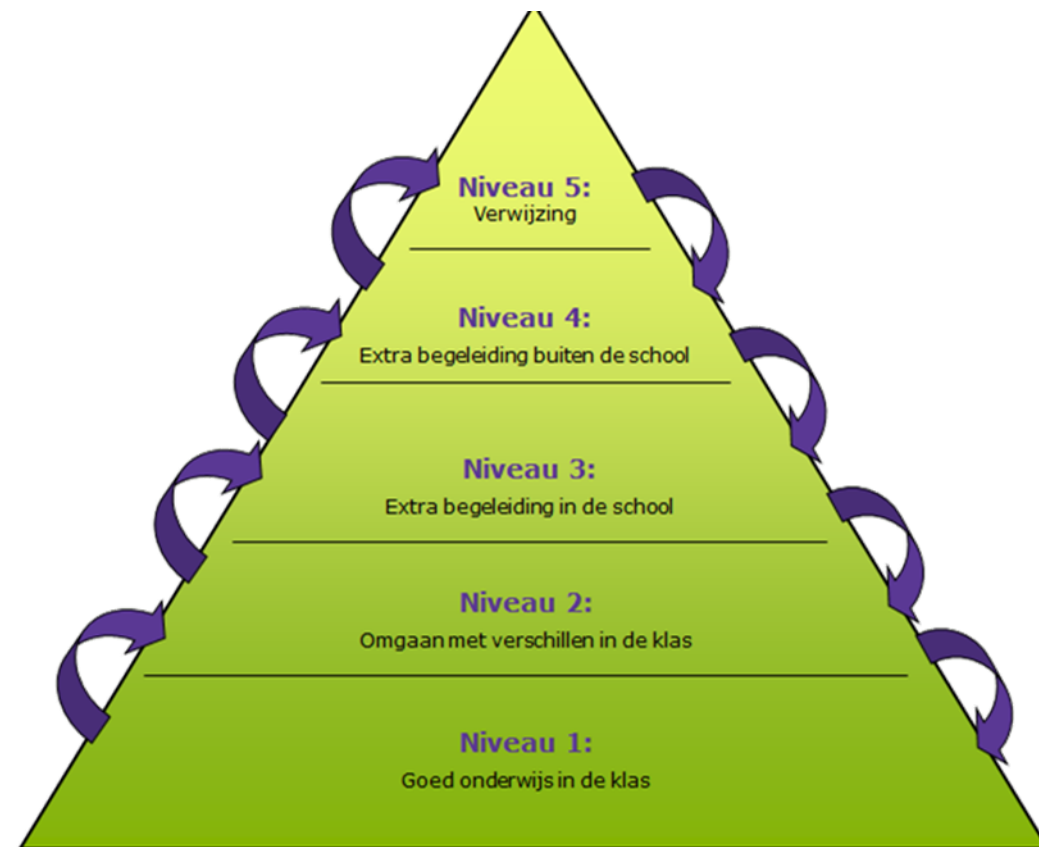 Niveau 5:
Verwijzing
Niveau 4:
Extra begeleiding buiten de school
Niveau 3:
Extra begeleiding in de school
Niveau 2:
Omgaan met verschillen in de klas
Niveau 1:
Goed onderwijs in de klas